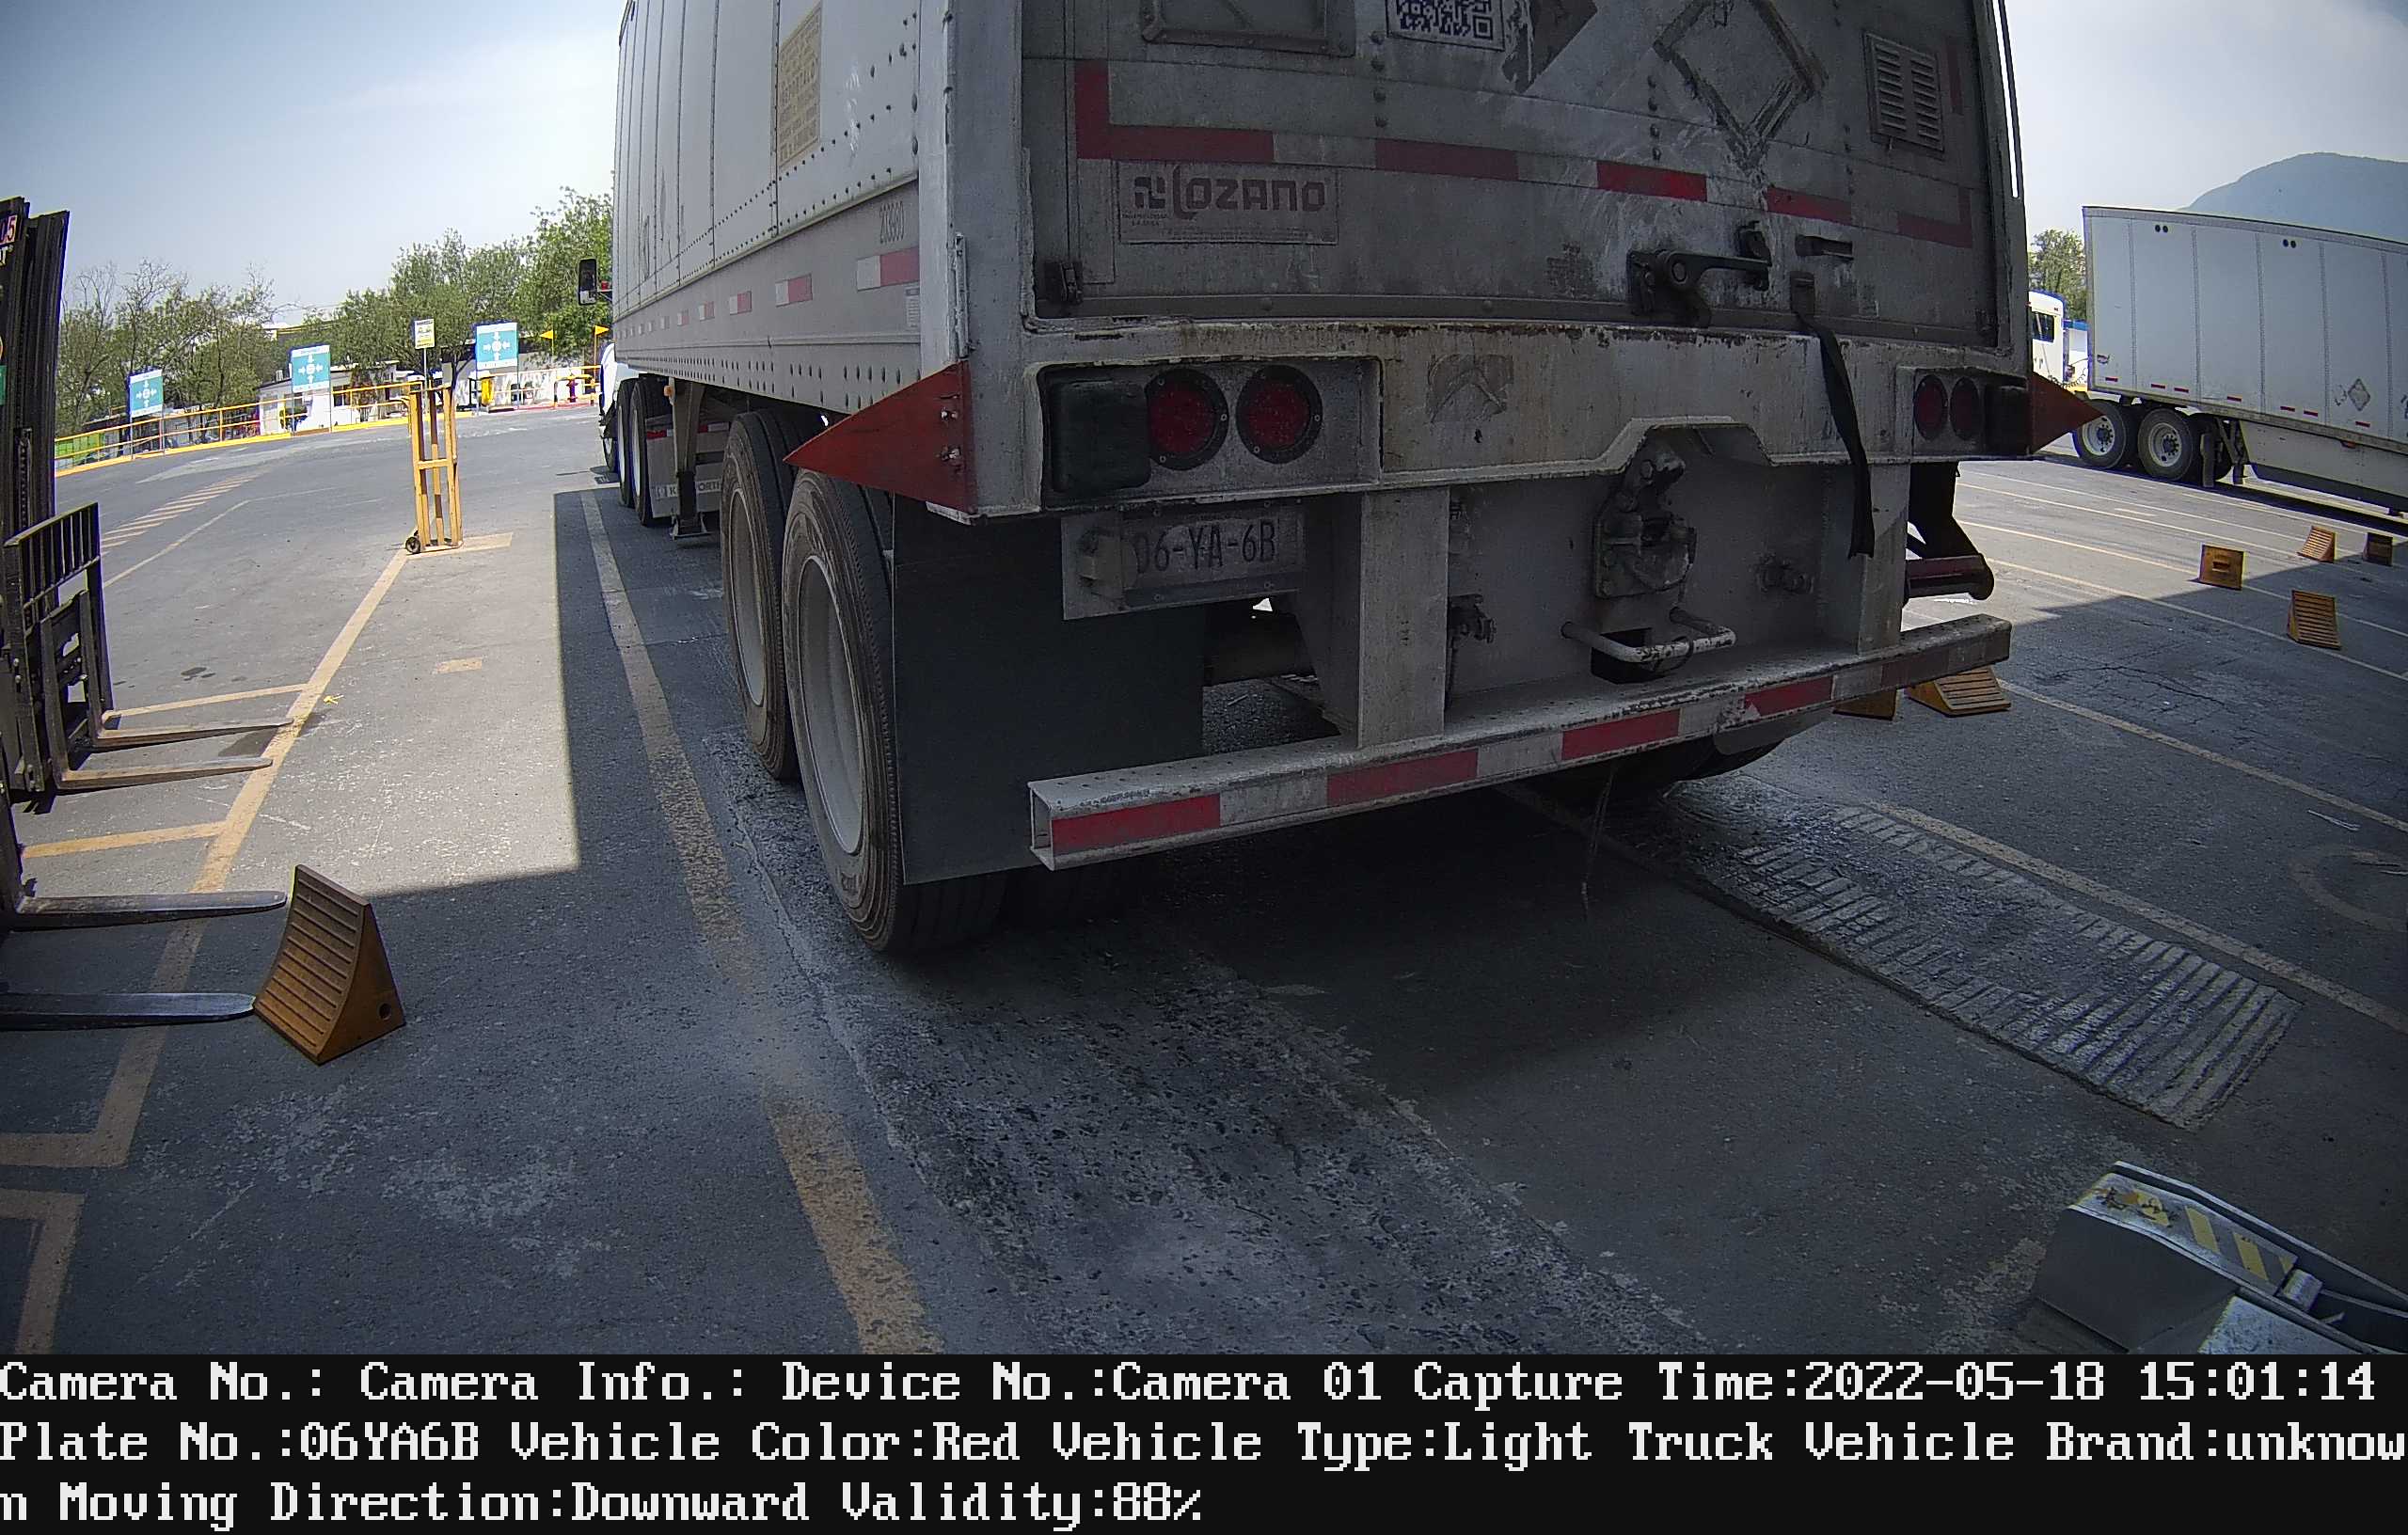 LOZANO
203960
06-YA-6B
Camera No.: Camera Info.: Device No.:Camera 01 Capture Time:2022-05-18 15:01:14
Plate No.:06YA6B Vehicle Color:Red Vehicle Type:Light Truck Vehicle Brand:unknow
n Moving Direction:Downward Validity:88%